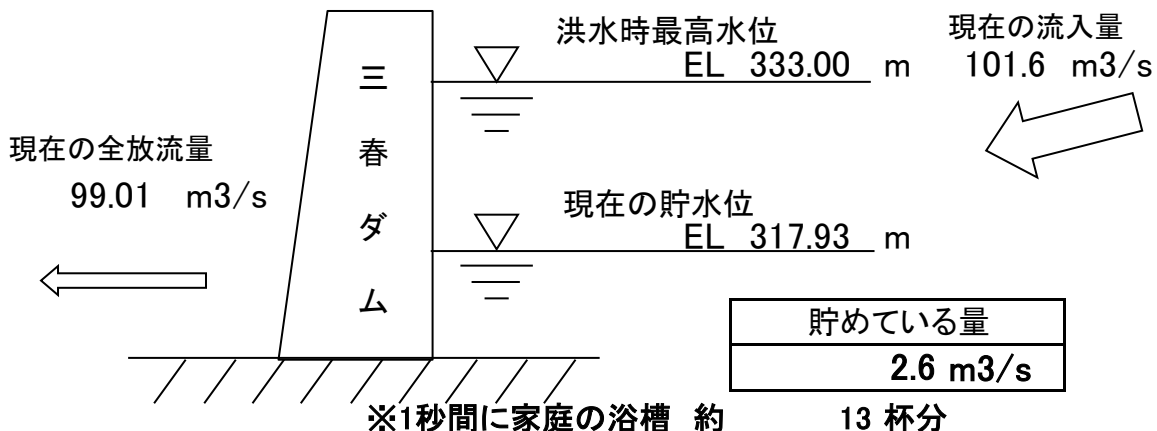 洪水時最高水位
EL 333.00 m
現在の流入量
101.6 m3/s
三春ダム
現在の全放流量
99.01 m3/s
現在の貯水位
EL 317.93 m
貯めている量
2.6 m3/s
※1秒間に家庭の浴槽 約 13 杯分